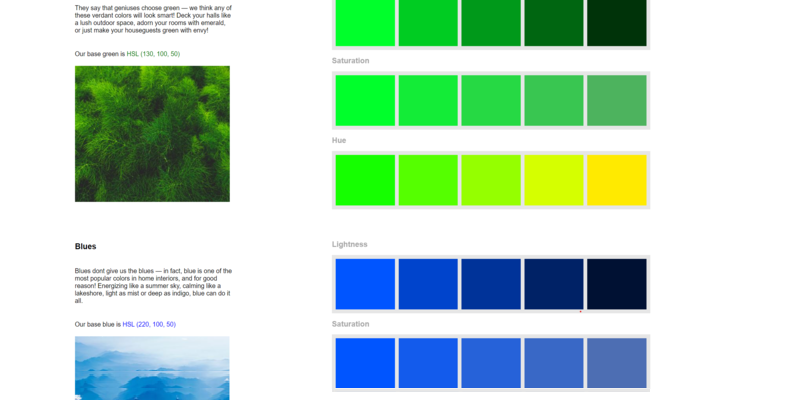 They say that geniuses choose green — we think any of
these verdant colors will look smart! Deck your halls like
a lush outdoor space, adorn your rooms with emerald,
or just make your houseguests green with envy!
Our base green is HSL (130, 100, 50)
Saturation
Hue
Blues
Blues dont give us the blues — in fact, blue is one of the
most popular colors in home interiors, and for good
reason! Energizing like a summer sky, calming like a
lakeshore, light as mist or deep as indigo, blue can do it
all.
Our base blue is HSL (220, 100, 50)
Lightness
Saturation